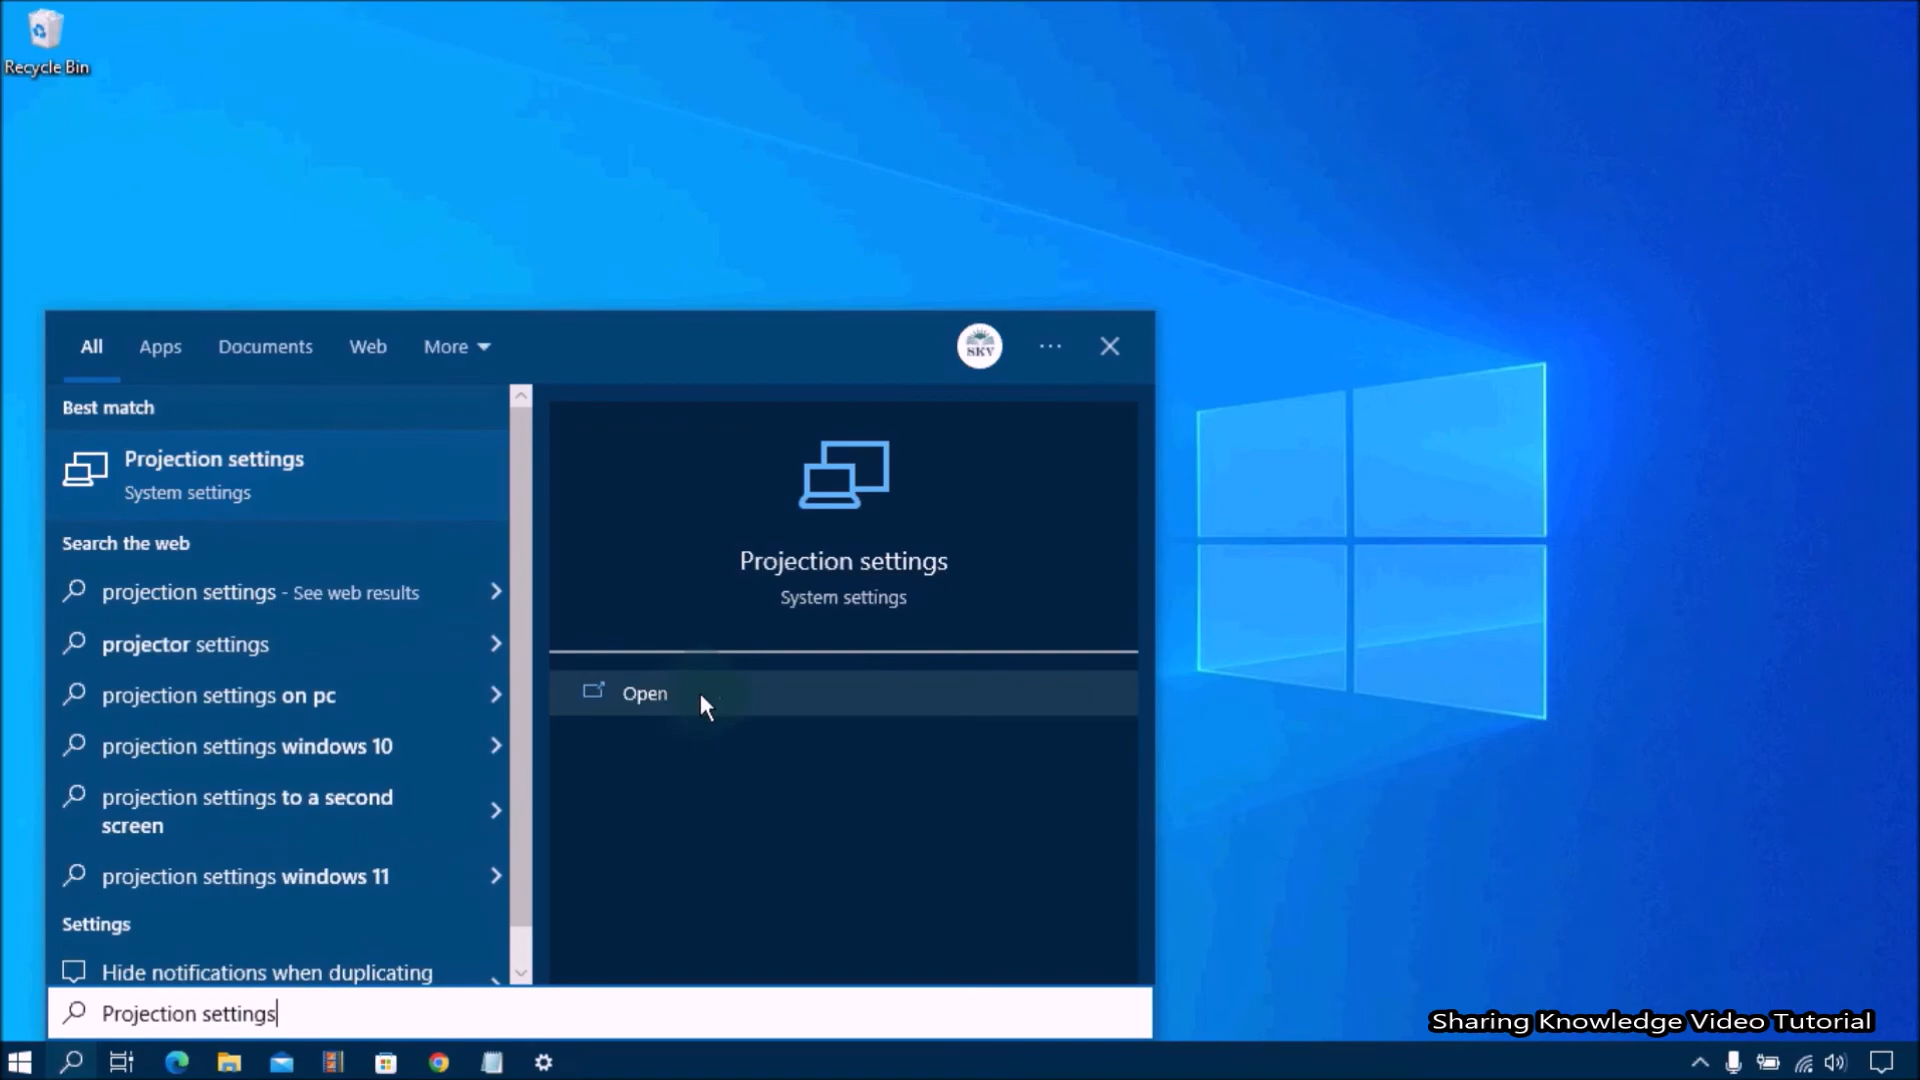 Recycle Bin
All
Apps
Documents
Web
More
SKV
Best match
Projection settings
System settings
Search the web
projection settings - See web results
projector settings
projection settings on pc
projection settings windows 10
projection settings to a second
screen
projection settings windows 11
Settings
Hide notifications when duplicating
Projection settings
System settings
Open
Projection settings
Sharing Knowledge Video Tutorial